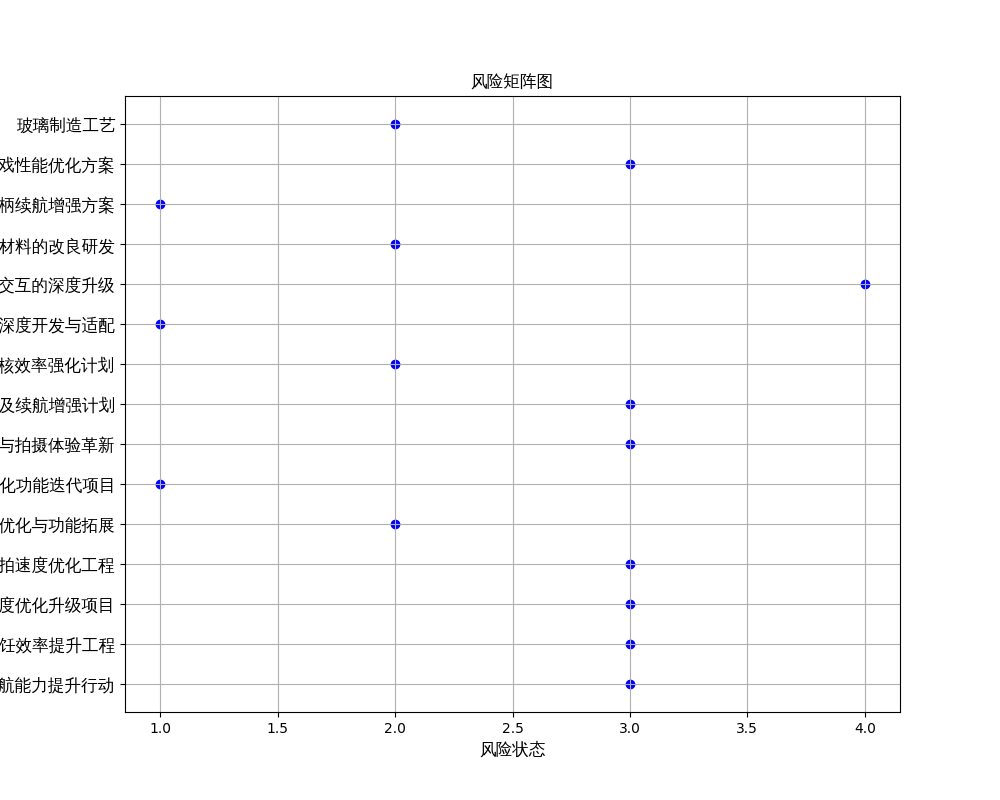 风险矩阵图
玻璃制造工艺
戏性能优化方案
柄续航增强方案
材料的改良研发
交互的深度升级
深度开发与适配
核效率强化计划
及续航增强计划
与拍摄体验革新
化功能迭代项目
优化与功能拓展
拍速度优化工程
度优化升级项目
饪效率提升工程
航能力提升行动
1.0 1.5 2.0 2.5 3.0 3.5 4.0
风险状态